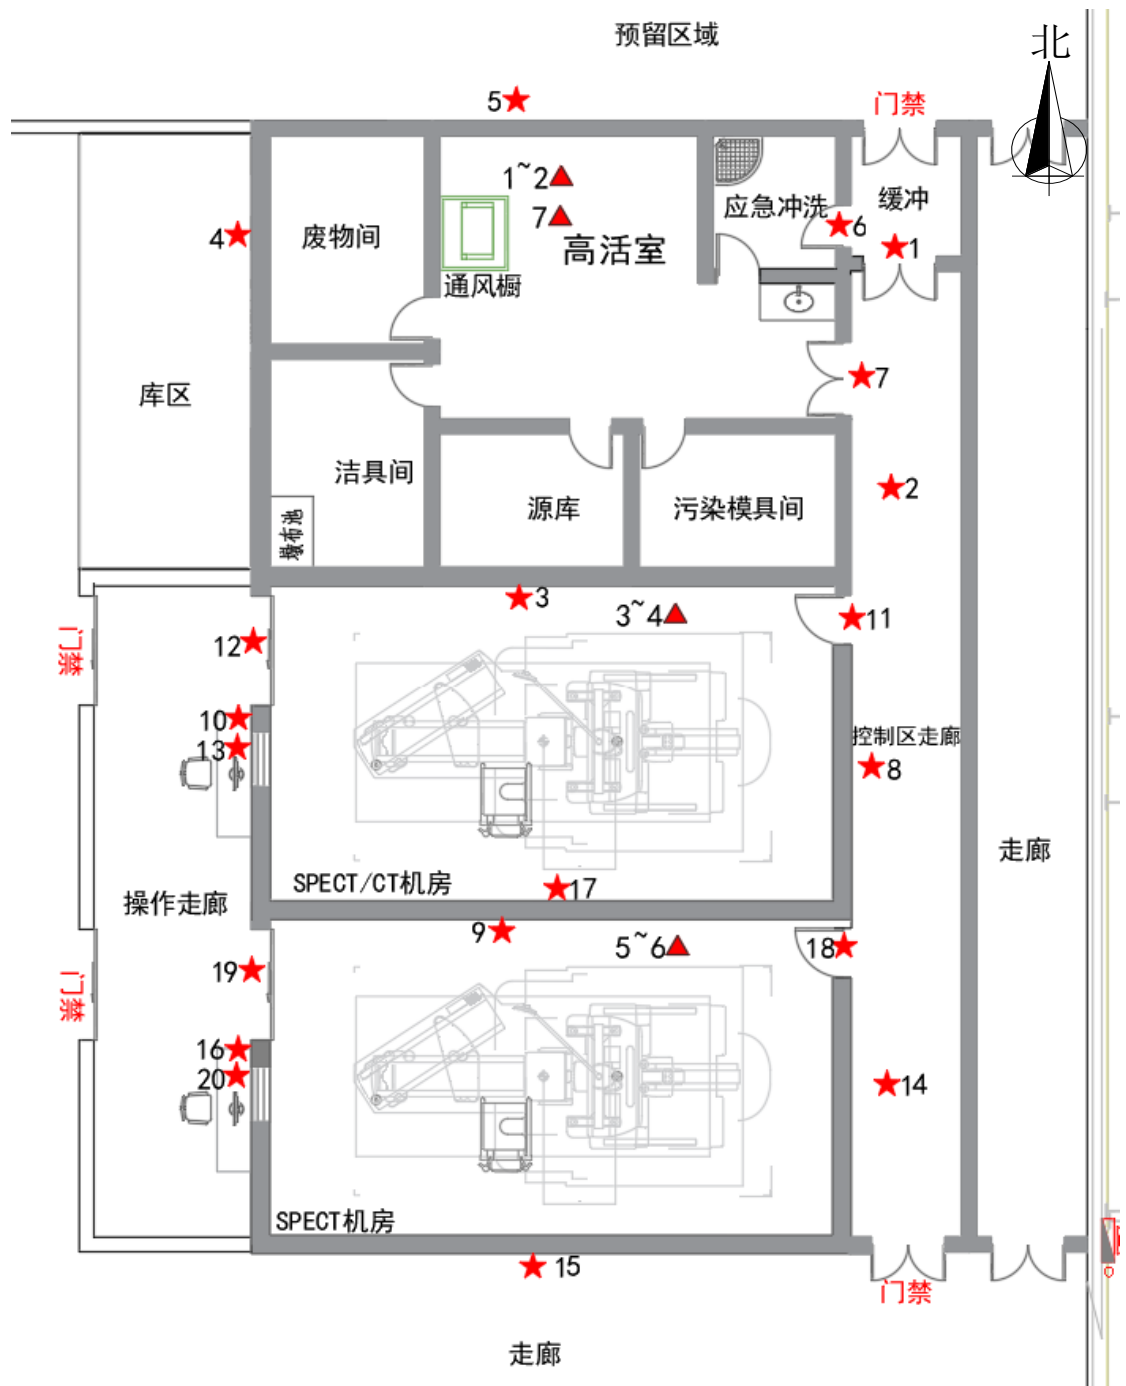 预留区域
北
5
门禁
1~2
7
应急冲洗
缓冲
6
1
4
废物间
高活室
通风橱
7
库区
洁具间
2
源库
污染模具间
墩布池
3
3~4
11
门禁
12
10
13
控制区走廊
8
走廊
SPECT/CT机房
17
操作走廊
9
5~6
18
19
门禁
16
20
14
SPECT机房
15
门禁
走廊